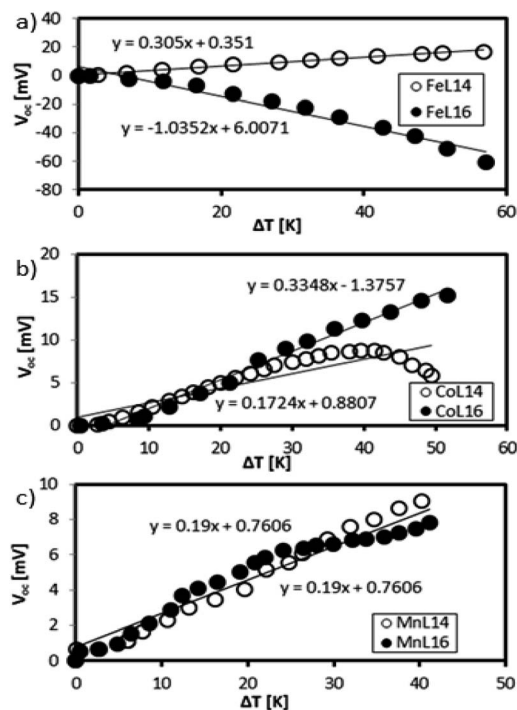 a)
40
20
0
-20
-40
-60
-80
Voc [mV]
y = 0.305x + 0.351
y = -1.0352x + 6.0071
FeL14
FeL16
0 20 40 60
ΔT [K]
b)
20
15
10
5
0
Voc [mV]
y = 0.3348x - 1.3757
y = 0.1724x + 0.8807
CoL14
CoL16
0 10 20 30 40 50 60
ΔT [K]
c)
10
8
6
4
2
0
Voc [mV]
y = 0.19x + 0.7606
y = 0.19x + 0.7606
MnL14
MnL16
0 10 20 30 40 50
ΔT [K]